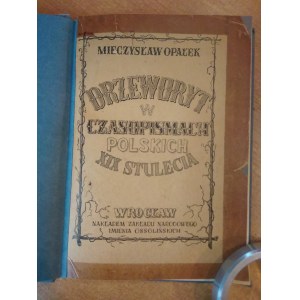 MIECZYSŁAW OPAŁEK
DRZEWORYT
W
CZASOPISMACH
POLSKICH
XIX STULECIA
WROCŁAW
NAKŁADEM ZAKŁADU NARODOWEGO
IMIENIA OSSOLIŃSKICH